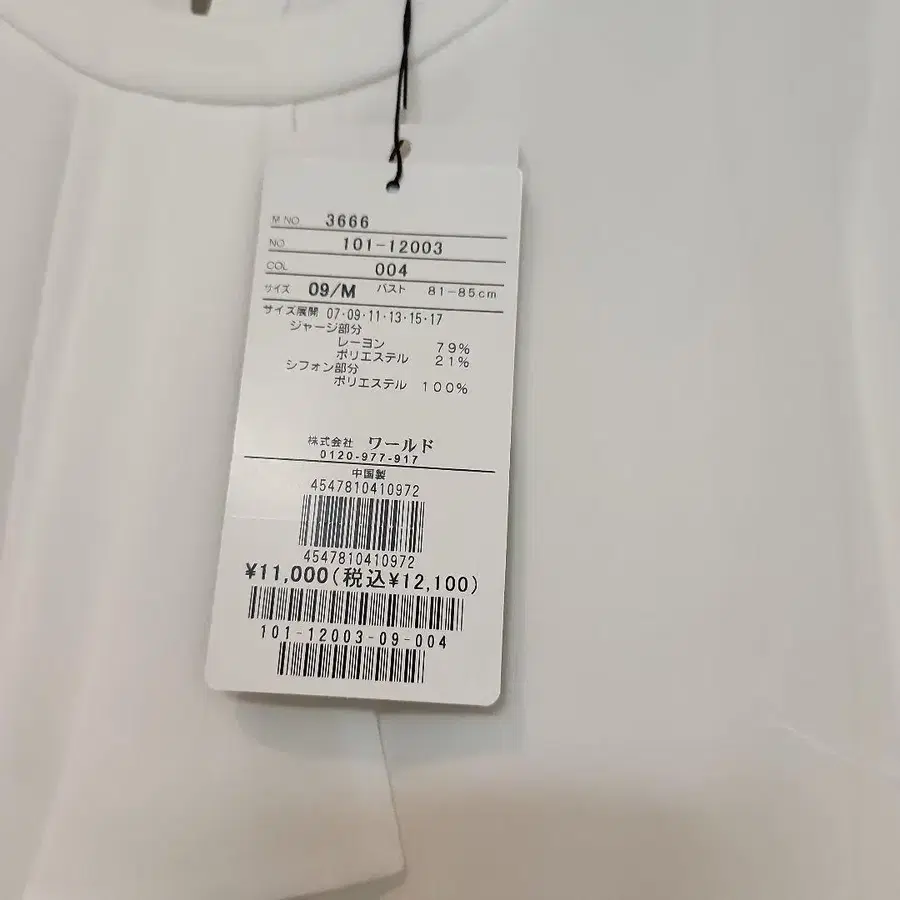 M NO 3666
NO 101-12003
COL 004
サイズ 09/M バスト 81-85cm
サイズ展開 07・09・11・13・15・17
ジャージ部分
レーヨン 79%
ポリエステル 21%
シフォン部分
ポリエステル 100%
株式会社 ワールド
0120-977-917
中国製
4547810410972
4547810410972
¥11,000(税込¥12,100)
101-12003-09-004